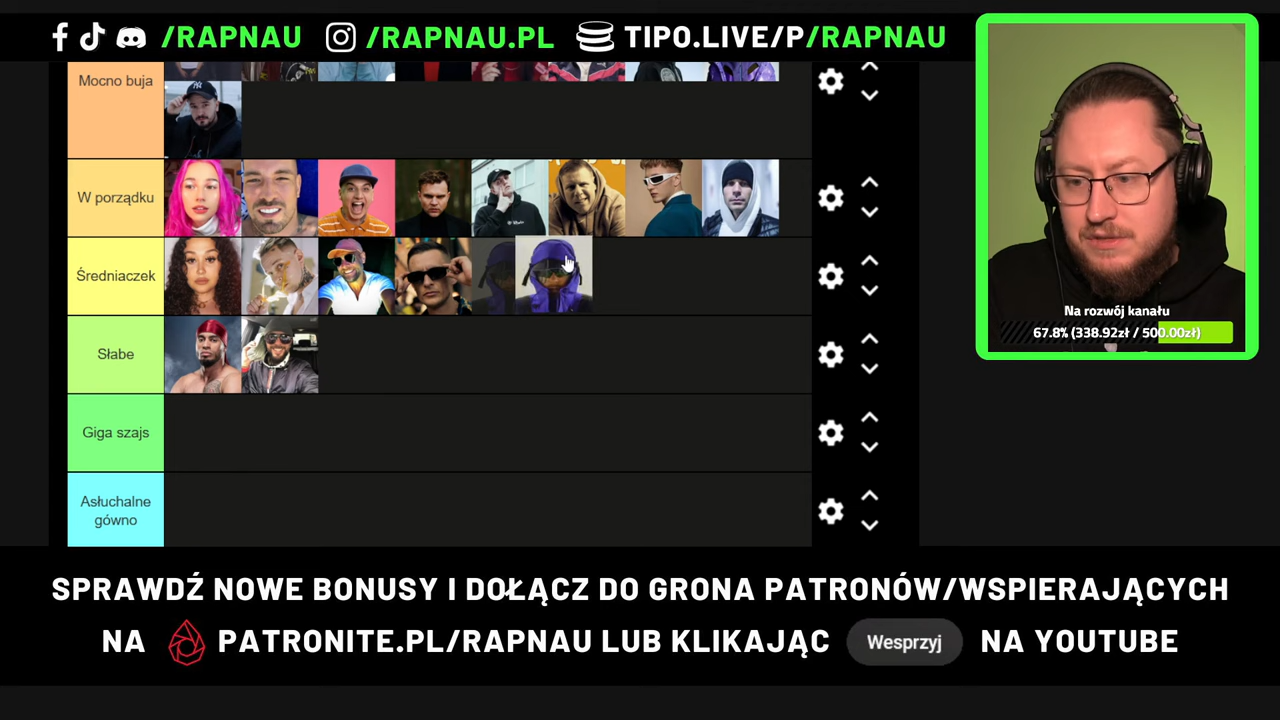 /RAPNAU /RAPNAU.PL TIPO.LIVE/P/RAPNAU
Mocno buja
W porządku
Średniaczek
Słabe
Giga szajs
Asłuchalne
gówno
Na rozwój kanału
67.8% (338.92zł / 500.00zł)
SPRAWDŹ NOWE BONUSY I DOŁĄCZ DO GRONA PATRONÓW/WSPIERAJĄCYCH
NA PATRONITE.PL/RAPNAU LUB KLIKAJĄC Wesprzyj NA YOUTUBE